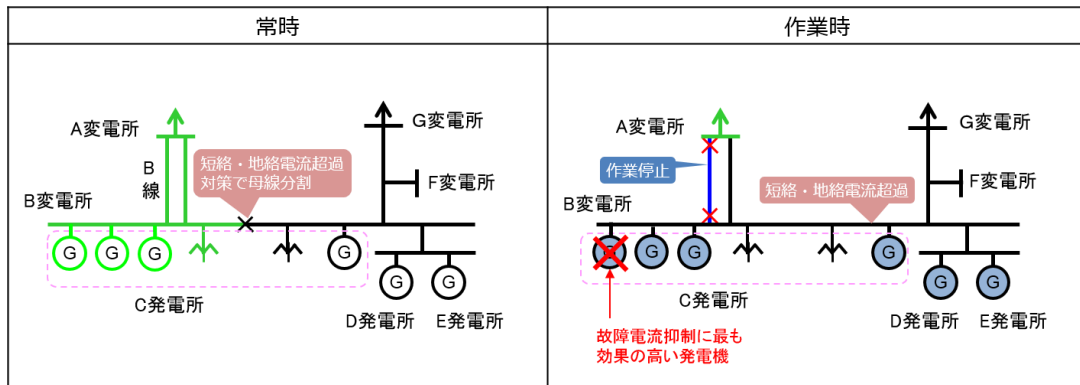 常時
作業時
A変電所
B線
B変電所
短絡・地絡電流超過
対策で母線分割
G変電所
F変電所
G
G
G
G
C発電所
G
G
D発電所
E発電所
A変電所
作業停止
B変電所
短絡・地絡電流超過
G変電所
F変電所
G
G
G
G
C発電所
G
G
D発電所
E発電所
故障電流抑制に最も
効果の高い発電機